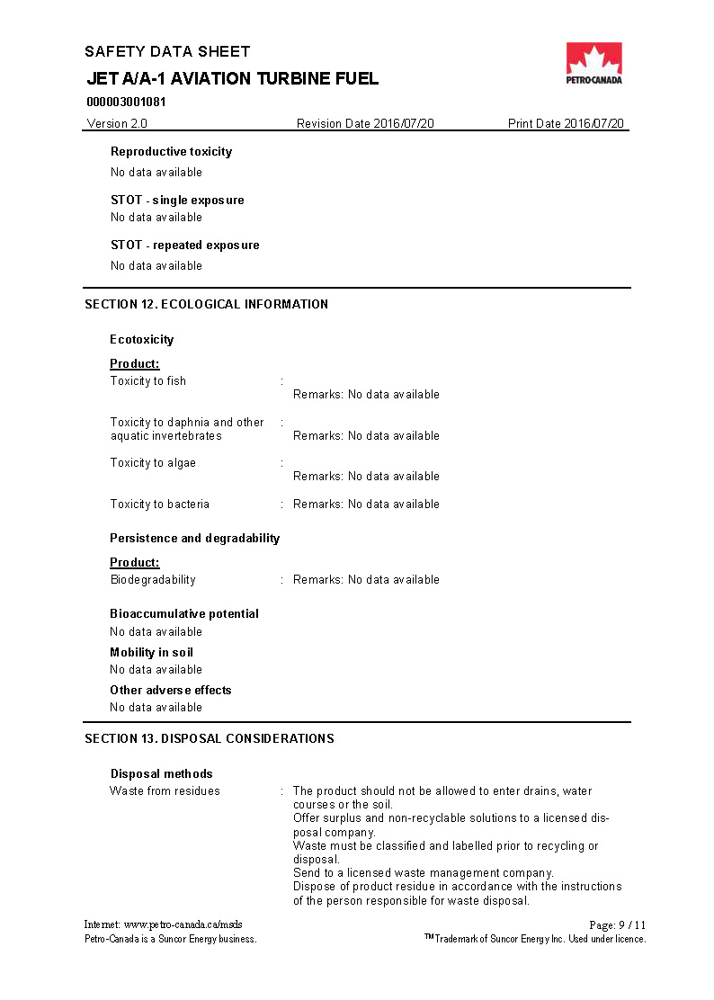 SAFETY DATA SHEET
JET A/A-1 AVIATION TURBINE FUEL
PETRO-CANADA
000003001081
Version 2.0 Revision Date 2016/07/20 Print Date 2016/07/20
Reproductive toxicity
No data available
STOT - single exposure
No data available
STOT - repeated exposure
No data available
SECTION 12. ECOLOGICAL INFORMATION
Ecotoxicity
Product:
Toxicity to fish :
Remarks: No data available
Toxicity to daphnia and other :
aquatic invertebrates Remarks: No data available
Toxicity to algae :
Remarks: No data available
Toxicity to bacteria : Remarks: No data available
Persistence and degradability
Product:
Biodegradability : Remarks: No data available
Bioaccumulative potential
No data available
Mobility in soil
No data available
Other adverse effects
No data available
SECTION 13. DISPOSAL CONSIDERATIONS
Disposal methods
Waste from residues : The product should not be allowed to enter drains, water
courses or the soil.
Offer surplus and non-recyclable solutions to a licensed dis-
posal company.
Waste must be classified and labelled prior to recycling or
disposal.
Send to a licensed waste management company.
Dispose of product residue in accordance with the instructions
of the person responsible for waste disposal.
Internet: www.petro-canada.ca/msds Page: 9 / 11
Petro-Canada is a Suncor Energy business. ™Trademark of Suncor Energy Inc. Used under licence.